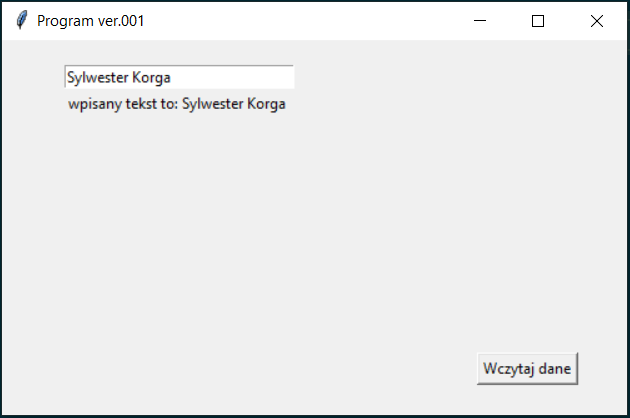 Program ver.001
Sylwester Korga
wpisany tekst to: Sylwester Korga
Wczytaj dane